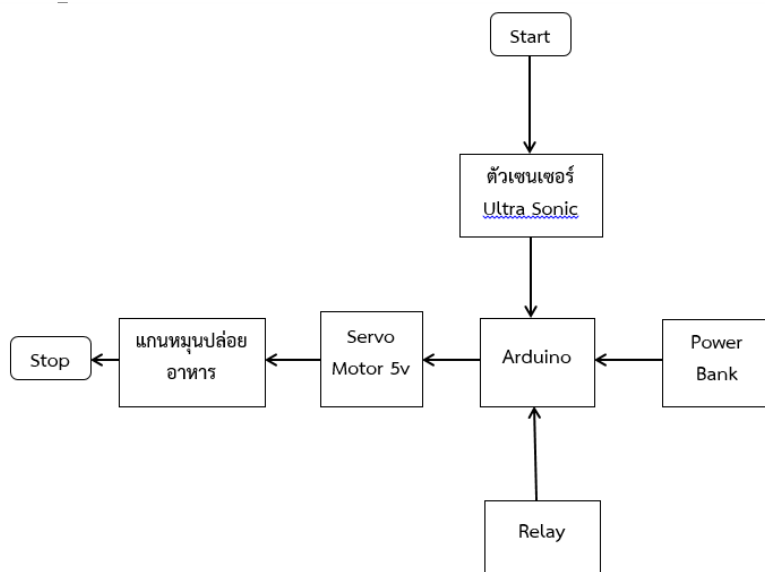 Start
ตัวเซนเซอร์
Ultra Sonic
Stop
แกนหมุนปล่อย
อาหาร
Servo
Motor 5v
Arduino
Power
Bank
Relay